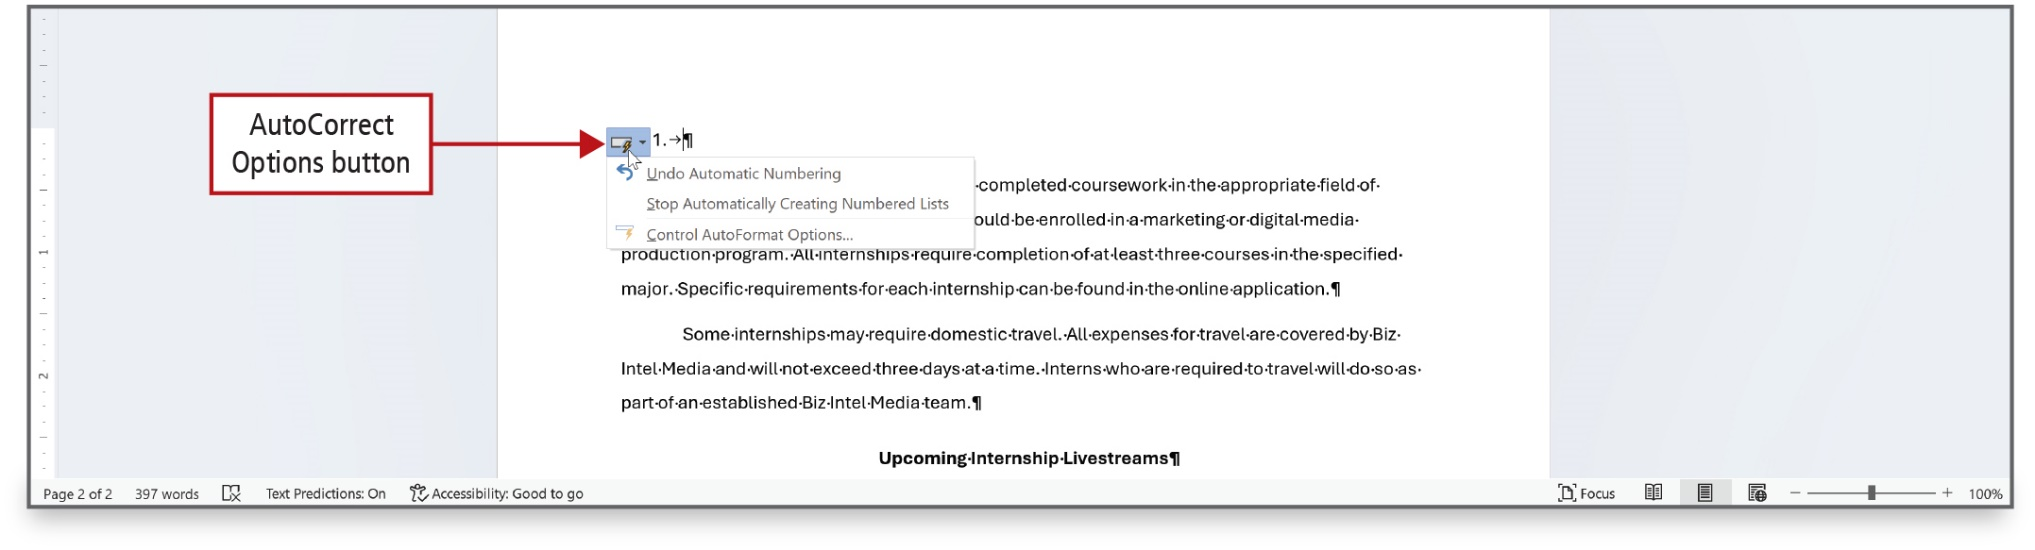 AutoCorrect
Options button
1.→¶
Undo Automatic Numbering
Stop Automatically Creating Numbered Lists
Control AutoFormat Options...
·completed·coursework·in·the·appropriate·field·of·
ould·be·enrolled·in·a·marketing·or·digital·media·
production·program.·All·internships·require·completion·of·at·least·three·courses·in·the·specified·
major.·Specific·requirements·for·each·internship·can·be·found·in·the·online·application.¶
Some·internships·may·require·domestic·travel.·All·expenses·for·travel·are·covered·by·Biz·
Intel·Media·and·will·not·exceed·three·days·at·a·time.·Interns·who·are·required·to·travel·will·do·so·as·
part·of·an·established·Biz·Intel·Media·team.¶
Upcoming·Internship·Livestreams¶
1
2
Page 2 of 2 397 words Text Predictions: On Accessibility: Good to go Focus 100%